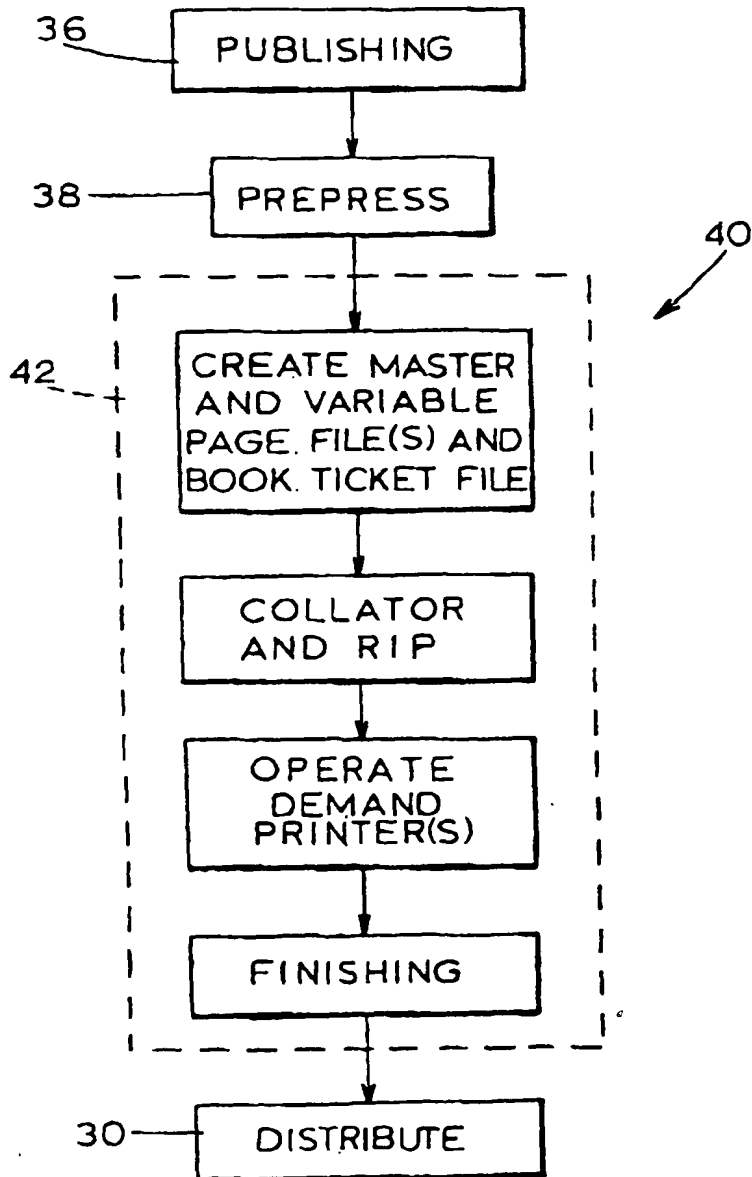 36
PUBLISHING
38
PREPRESS
40
42
CREATE MASTER
AND VARIABLE
PAGE. FILE(S) AND
BOOK. TICKET FILE
COLLATOR
AND RIP
OPERATE
DEMAND
PRINTER(S)
FINISHING
30
DISTRIBUTE